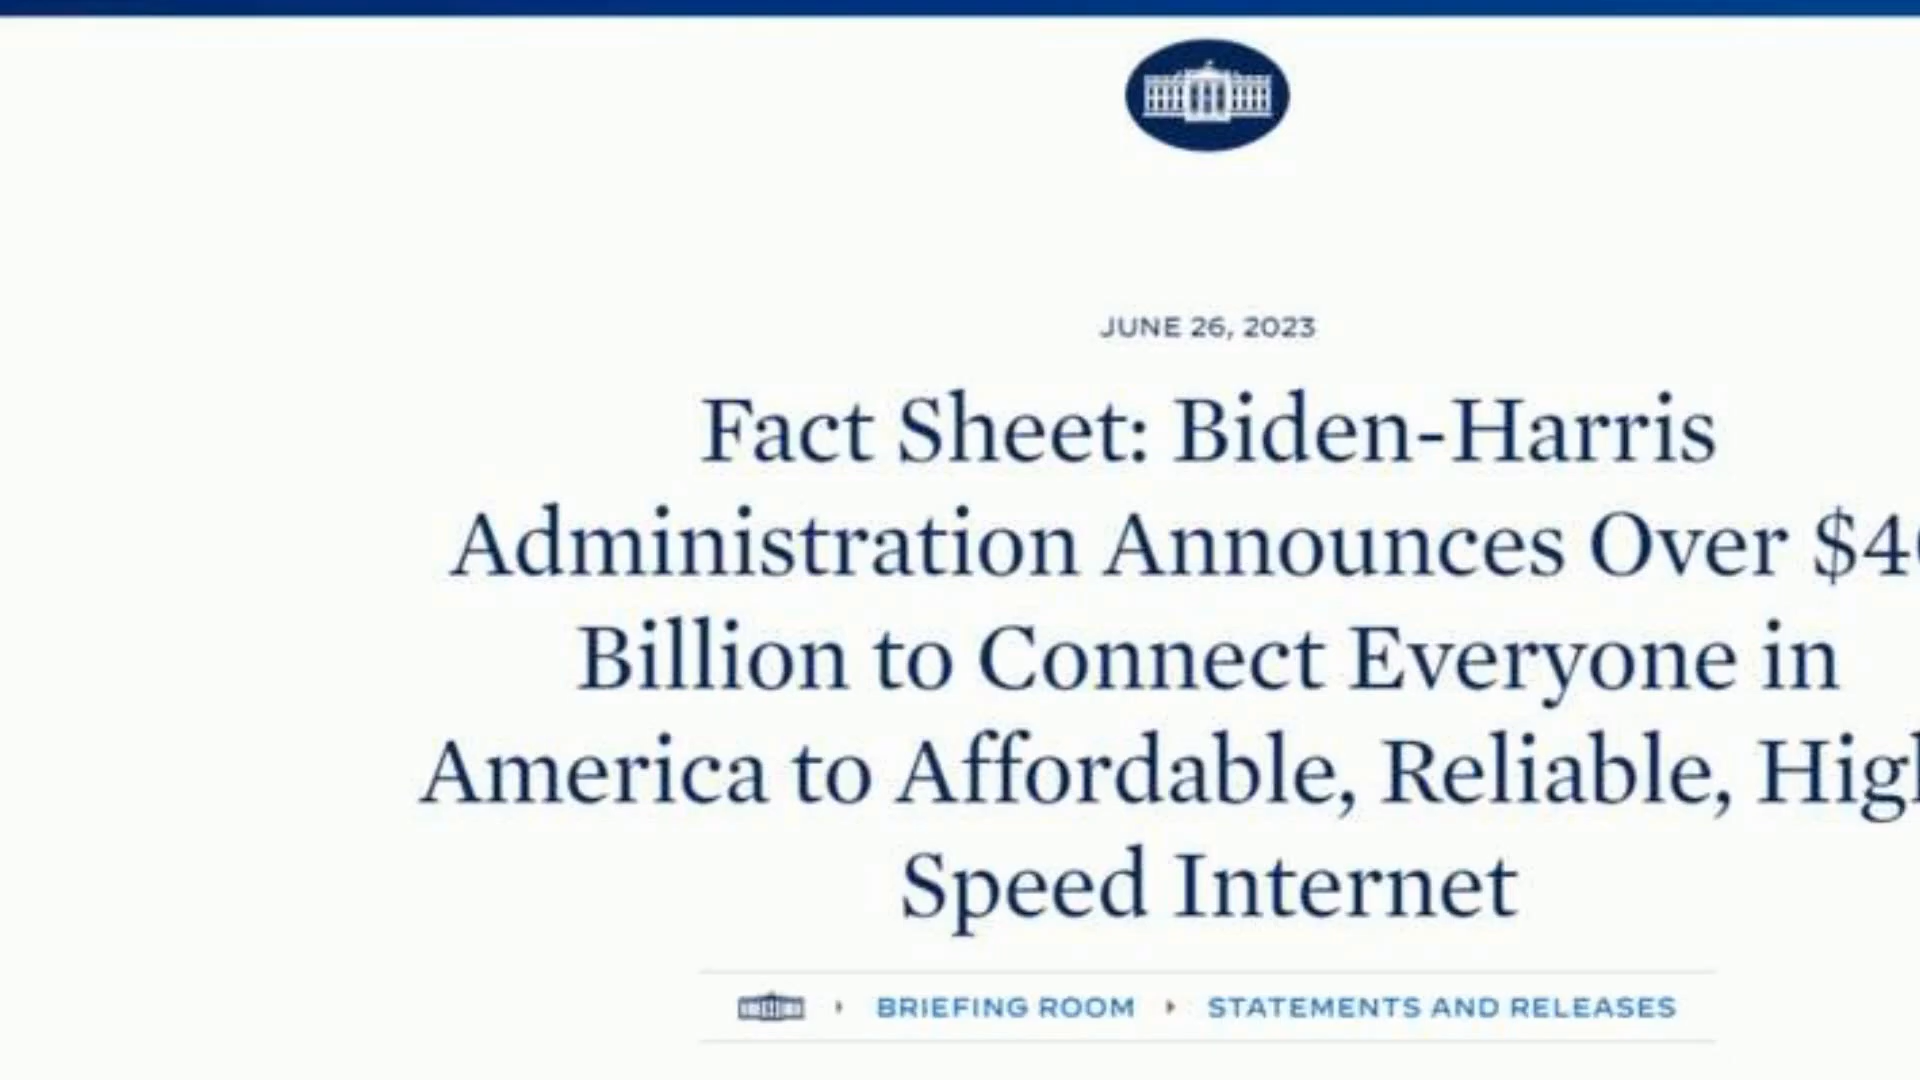 JUNE 26, 2023
Fact Sheet: Biden-Harris
Administration Announces Over
Billion to Connect Everyone in
America to Affordable, Reliable,
Speed Internet
BRIEFING ROOM STATEMENTS AND RELEASES